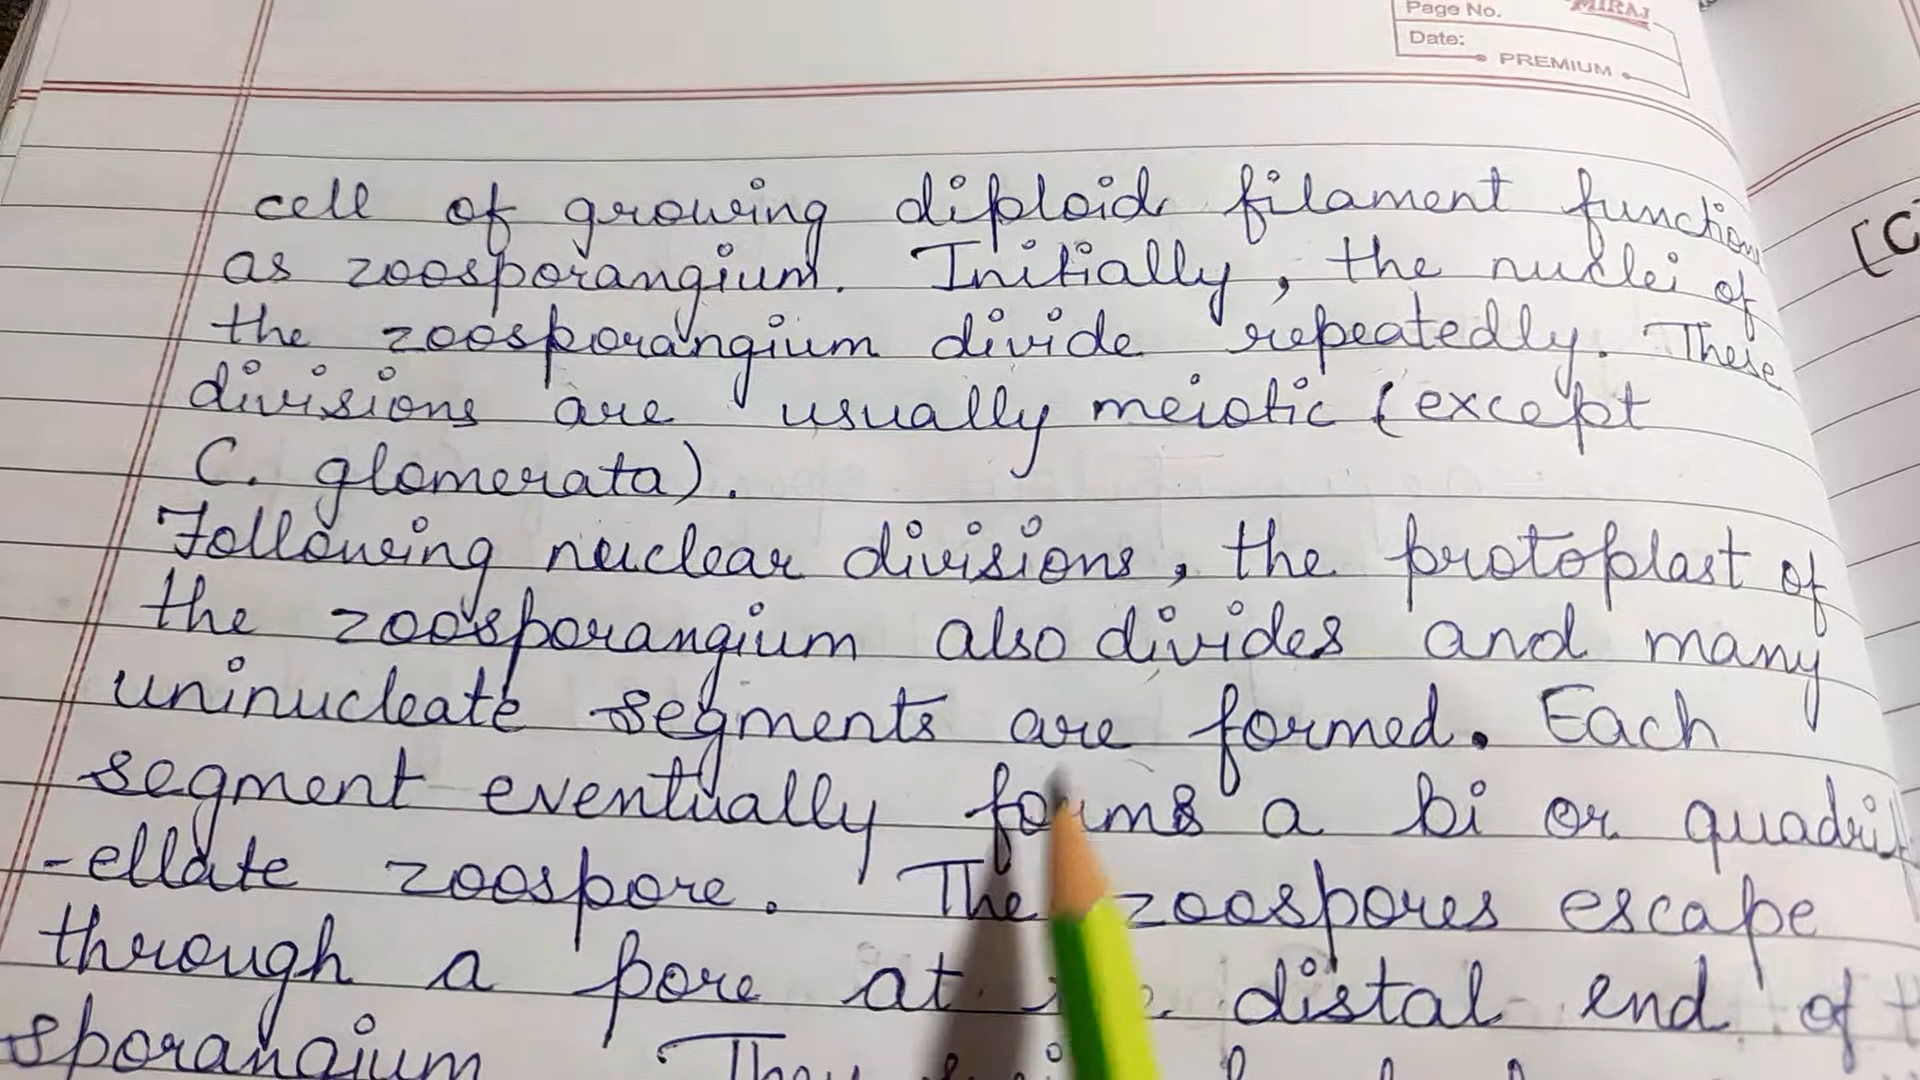 Page No.
MIRAJ
Date:
PREMIUM
cell of growing diploid filament function
as zoosporangium. Initially, the nuclei of
the zoosporangium divide repeatedly. These
divisions are usually meiotic (except
C. glomerata).
Following nuclear divisions, the protoplast of
the zoosporangium also divides and many
uninucleate segments are formed. Each
segment eventually forms a bi or
-ellate zoospore. The zoospores escape
through a pore at distal end of
sporangium They